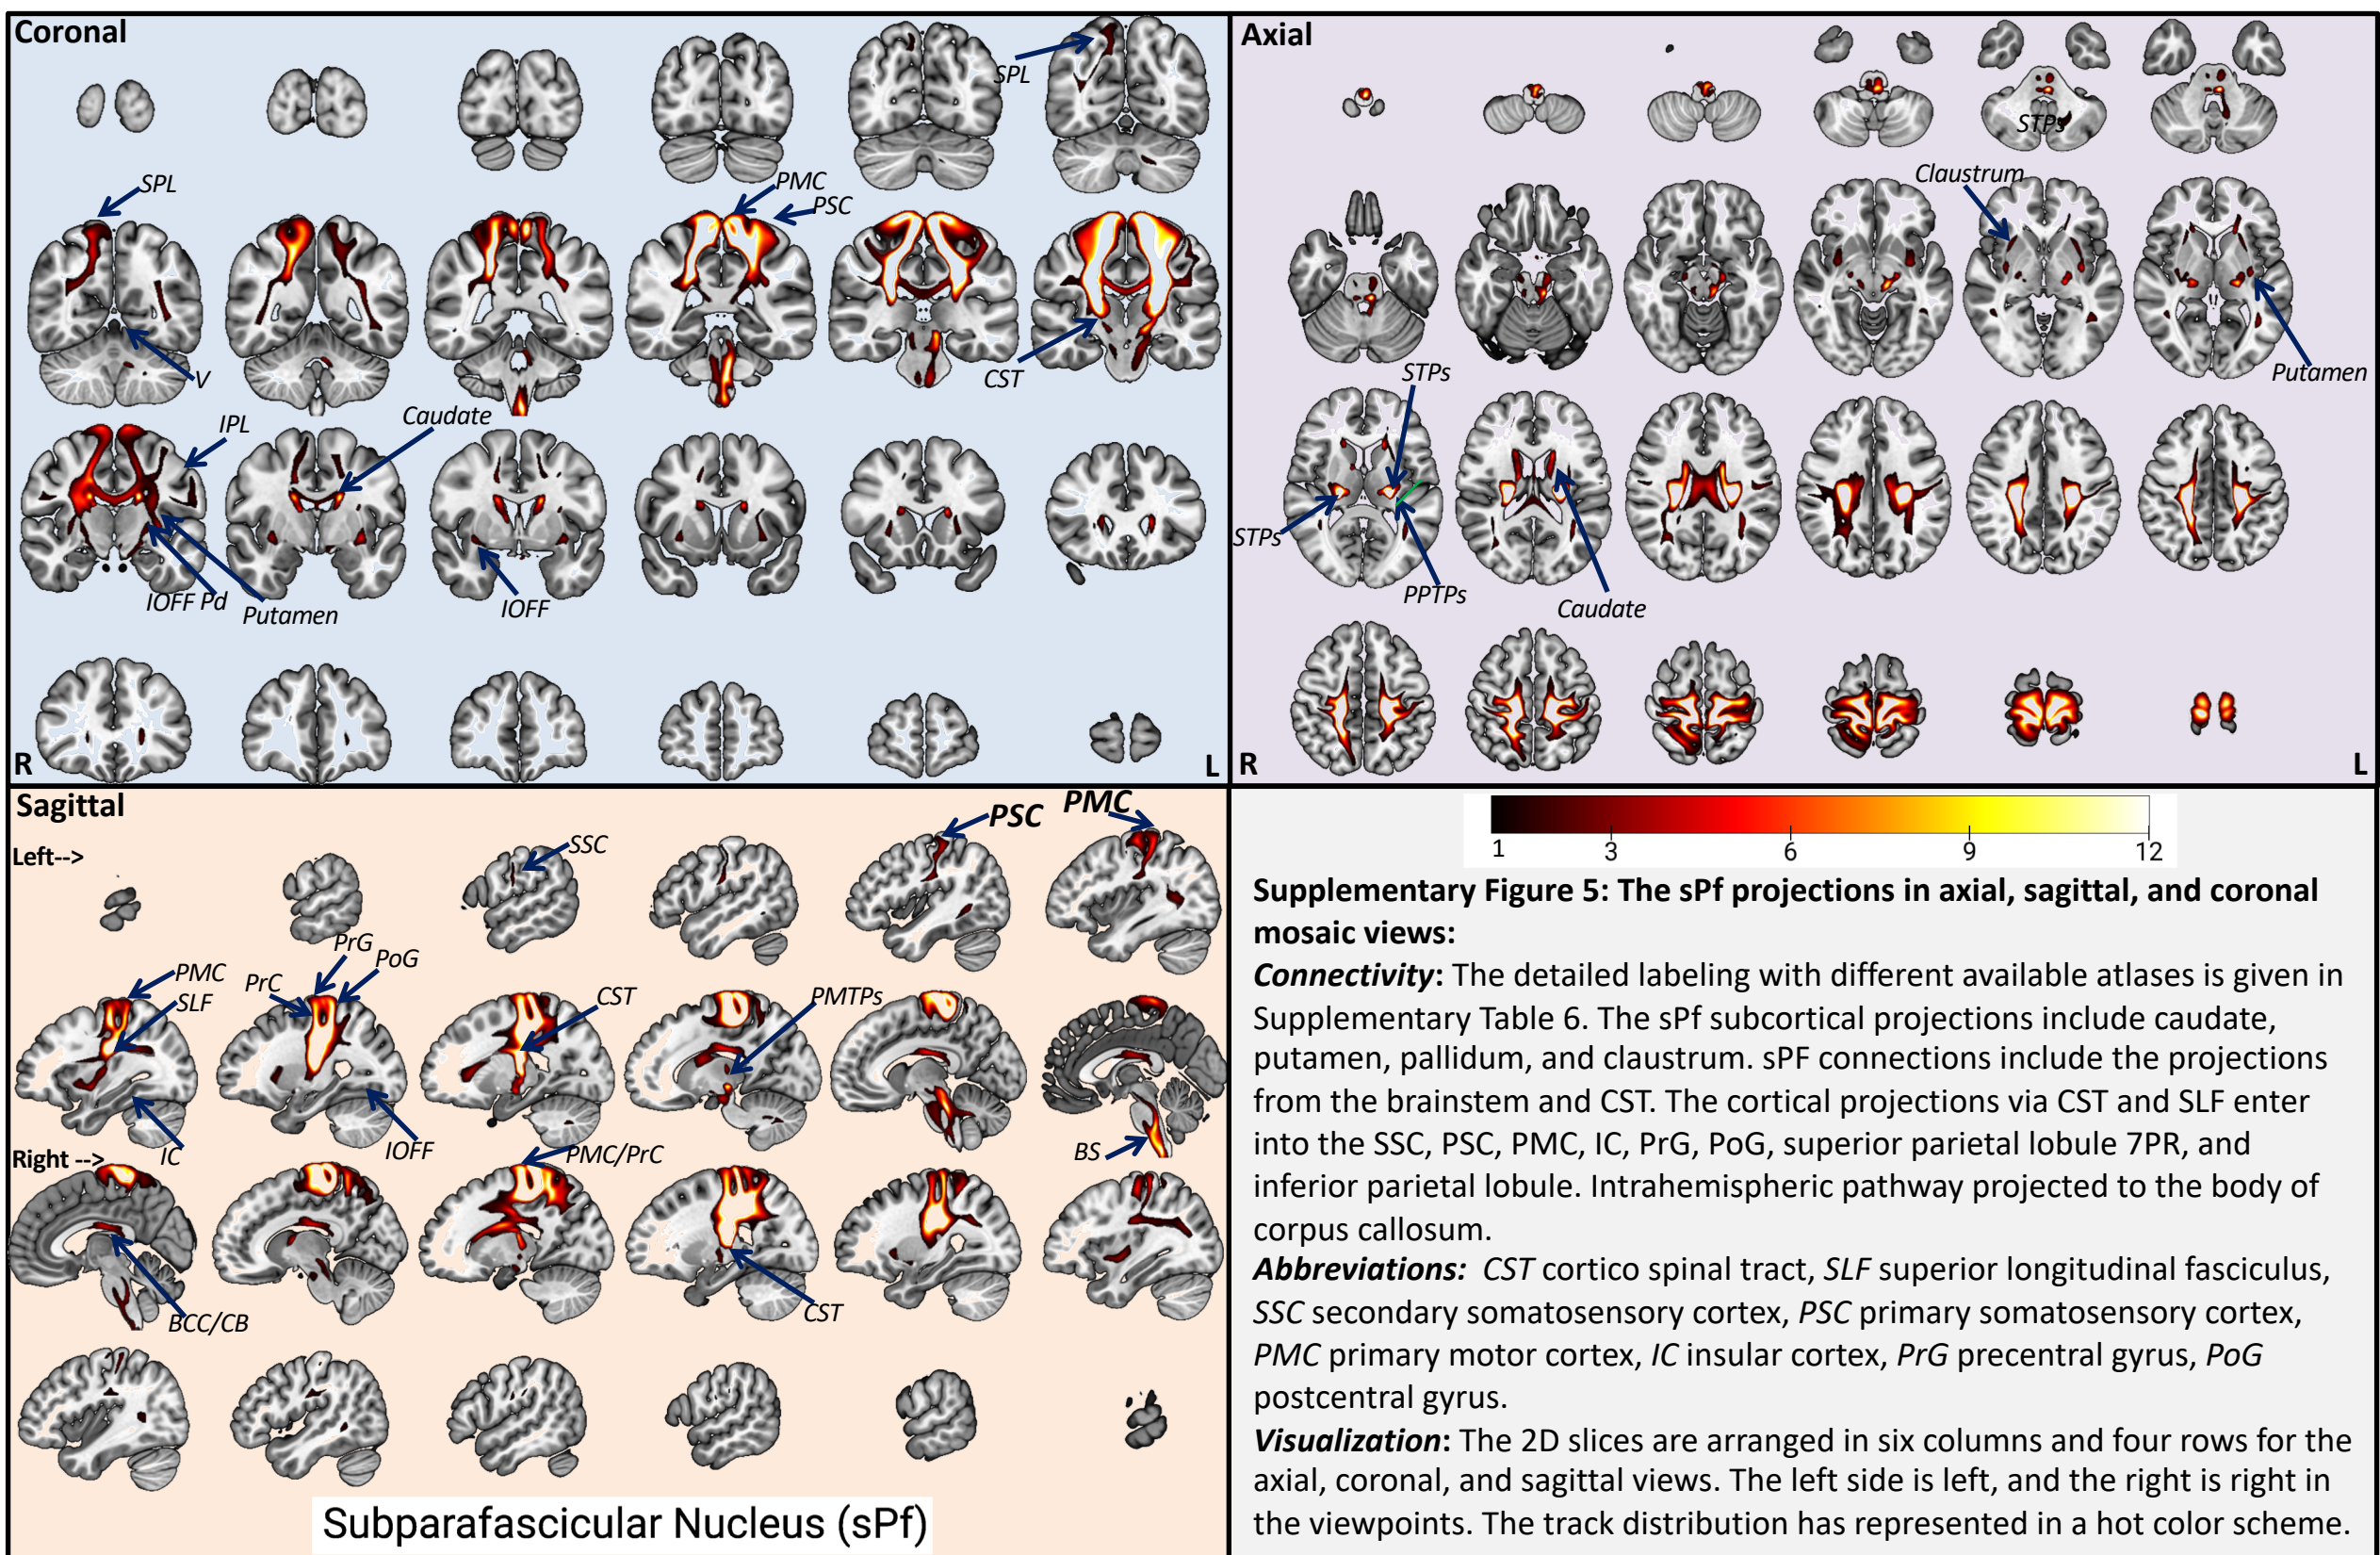 Coronal
SPL
SPL
PMC
PSC
V
CST
IPL
Caudate
IOFF Pd
Putamen
IOFF
R
L
Axial
STPs
Claustrum
Putamen
STPs
STPs
PPTPs
Caudate
R
L
Sagittal
Left-->
SSC
PSC
PMC
PMC
SLF
PrC
PrG
PoG
CST
PMTPs
IC
IOFF
BS
Right -->
PMC/PrC
BCC/CB
CST
Subparafascicular Nucleus (sPf)
1 3 6 9 12
Supplementary Figure 5: The sPf projections in axial, sagittal, and coronal
mosaic views:
Connectivity: The detailed labeling with different available atlases is given in
Supplementary Table 6. The sPf subcortical projections include caudate,
putamen, pallidum, and claustrum. sPF connections include the projections
from the brainstem and CST. The cortical projections via CST and SLF enter
into the SSC, PSC, PMC, IC, PrG, PoG, superior parietal lobule 7PR, and
inferior parietal lobule. Intrahemispheric pathway projected to the body of
corpus callosum.
Abbreviations: CST cortico spinal tract, SLF superior longitudinal fasciculus,
SSC secondary somatosensory cortex, PSC primary somatosensory cortex,
PMC primary motor cortex, IC insular cortex, PrG precentral gyrus, PoG
postcentral gyrus.
Visualization: The 2D slices are arranged in six columns and four rows for the
axial, coronal, and sagittal views. The left side is left, and the right is right in
the viewpoints. The track distribution has represented in a hot color scheme.